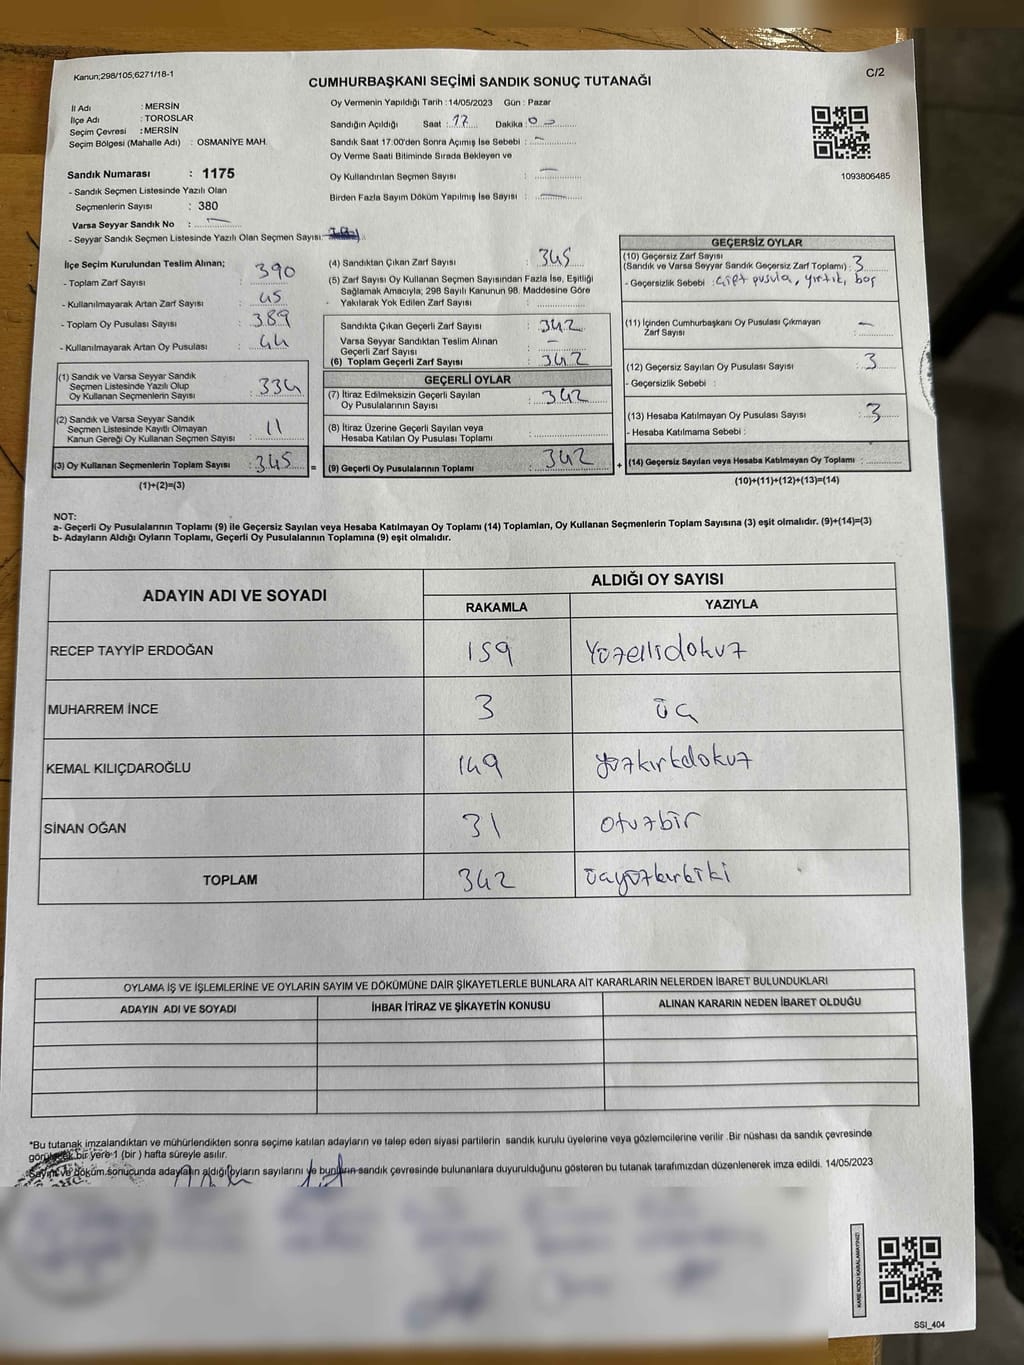 Kanun;298/105,6271/18-1
C/2
CUMHURBAŞKANI SEÇİMİ SANDIK SONUÇ TUTANAĞI
İl Adı : MERSİN
İlçe Adı : TOROSLAR
Seçim Çevresi : MERSİN
Seçim Bölgesi (Mahalle Adı) : OSMANİYE MAH.
Sandık Numarası : 1175
- Sandık Seçmen Listesinde Yazılı Olan
Seçmenlerin Sayısı : 380
Varsa Seyyar Sandık No :
- Seyyar Sandık Seçmen Listesinde Yazılı Olan Seçmen Sayısı:
Oy Vermenin Yapıldığı Tarih : 14/05/2023 Gün : Pazar
Sandığın Açıldığı Saat : 17 Dakika : 0
Sandık Saat 17:00'den Sonra Açımış İse Sebebi :
Oy Verme Saati Bitiminde Sırada Bekleyen ve
Oy Kullandırılan Seçmen Sayısı :
Birden Fazla Sayım Döküm Yapılmış İse Sayısı :
1093806485
İlçe Seçim Kurulundan Teslim Alınan;
- Toplam Zarf Sayısı : 390
- Kullanılmayarak Artan Zarf Sayısı : 45
- Toplam Oy Pusulası Sayısı : 389
- Kullanılmayarak Artan Oy Pusulası : 44
(1) Sandık ve Varsa Seyyar Sandık
Seçmen Listesinde Yazılı Olup
Oy Kullanan Seçmenlerin Sayısı : 334
(2) Sandık ve Varsa Seyyar Sandık
Seçmen Listesinde Kayıtlı Olmayan
Kanun Gereği Oy Kullanan Seçmen Sayısı : 11
(3) Oy Kullanan Seçmenlerin Toplam Sayısı : 345
(1)+(2)=(3)
(4) Sandıktan Çıkan Zarf Sayısı : 345
(5) Zarf Sayısı Oy Kullanan Seçmen Sayısından Fazla İse, Eşitliği
Sağlamak Amacıyla, 298 Sayılı Kanunun 98. Maddesine Göre
Yakılarak Yok Edilen Zarf Sayısı :
Sandıkta Çıkan Geçerli Zarf Sayısı : 342
Varsa Seyyar Sandıktan Teslim Alınan
Geçerli Zarf Sayısı : -
(6) Toplam Geçerli Zarf Sayısı : 342
GEÇERLİ OYLAR
(7) İtiraz Edilmeksizin Geçerli Sayılan
Oy Pusulalarının Sayısı : 342
(8) İtiraz Üzerine Geçerli Sayılan veya
Hesaba Katılan Oy Pusulası Toplamı :
= (9) Geçerli Oy Pusulalarının Toplamı : 342
GEÇERSİZ OYLAR
(10) Geçersiz Zarf Sayısı
(Sandık ve Varsa Seyyar Sandık Geçersiz Zarf Toplamı) : 3
- Geçersizlik Sebebi : Çift pusula, yırtık, boş
(11) İçinden Cumhurbaşkanı Oy Pusulası Çıkmayan
Zarf Sayısı : -
(12) Geçersiz Sayılan Oy Pusulası Sayısı : 3
- Geçersizlik Sebebi :
(13) Hesaba Katılmayan Oy Pusulası Sayısı : 3
- Hesaba Katılmama Sebebi :
+ (14) Geçersiz Sayılan veya Hesaba Katılmayan Oy Toplamı :
(10)+(11)+(12)+(13)=(14)
NOT:
a- Geçerli Oy Pusulalarının Toplamı (9) ile Geçersiz Sayılan veya Hesaba Katılmayan Oy Toplamı (14) Toplamları, Oy Kullanan Seçmenlerin Toplam Sayısına (3) eşit olmalıdır. (9)+(14)=(3)
b- Adayların Aldığı Oyların Toplamı, Geçerli Oy Pusulalarının Toplamına (9) eşit olmalıdır.
ADAYIN ADI VE SOYADI ALDIĞI OY SAYISI
RAKAMLA YAZIYLA
RECEP TAYYİP ERDOĞAN 159 Yüzellidokuz
MUHARREM İNCE 3 üç
KEMAL KILIÇDAROĞLU 149 yüzkırkdokuz
SİNAN OĞAN 31 otuzbir
TOPLAM 342 üçyüzkırkiki
OYLAMA İŞ VE İŞLEMLERİNE VE OYLARIN SAYIM VE DÖKÜMÜNE DAİR ŞİKAYETLERLE BUNLARA AİT KARARLARIN NELERDEN İBARET BULUNDUKLARI
ADAYIN ADI VE SOYADI İHBAR İTİRAZ VE ŞİKAYETİN KONUSU ALINAN KARARIN NEDEN İBARET OLDUĞU
*Bu tutanak imzalandıktan ve mühürlendikten sonra seçime katılan adayların ve talep eden siyasi partilerin sandık kurulu üyelerine veya gözlemcilerine verilir .Bir nüshası da sandık çevresinde
görülecek bir yere 1 (bir ) hafta süreyle asılır.
Sayım ve döküm sonucunda adayların aldığı oyların sayılarını ve bunların sandık çevresinde bulunanlara duyurulduğunu gösteren bu tutanak tarafımızdan düzenlenerek imza edildi. 14/05/2023
KARE KODU KARALAMAYINIZ!
SSI_404